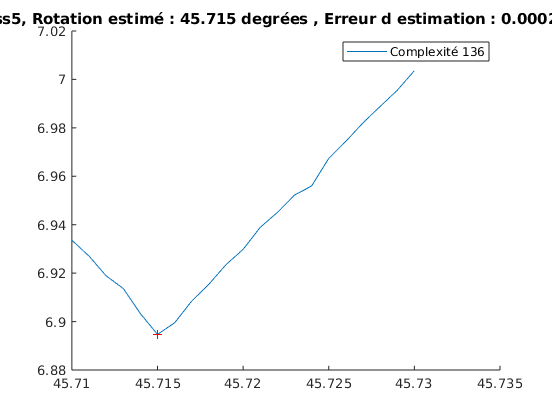 ss5, Rotation estimé : 45.715 degrées , Erreur d estimation : 0.0002
7.02
Complexité 136
7
6.98
6.96
6.94
6.92
6.9
6.88
45.71 45.715 45.72 45.725 45.73 45.735